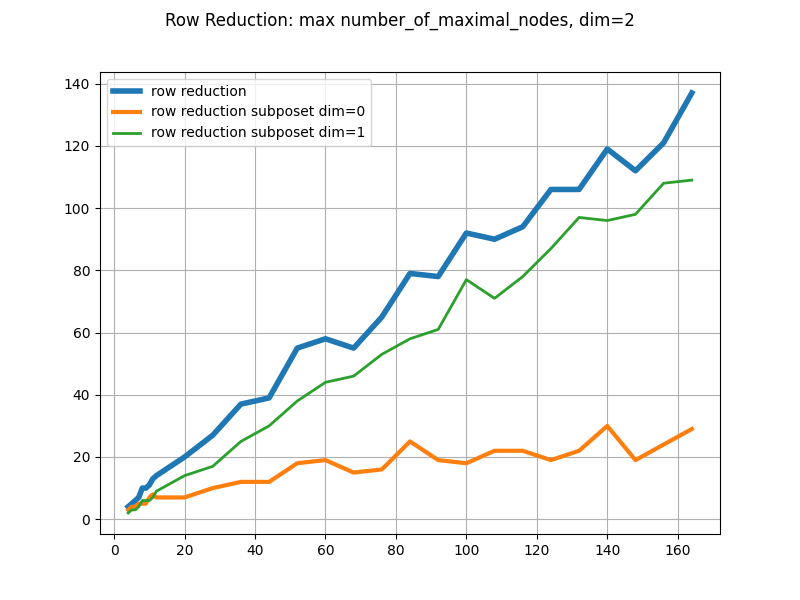 Row Reduction: max number_of_maximal_nodes, dim=2
row reduction
row reduction subposet dim=0
row reduction subposet dim=1
140
120
100
80
60
40
20
0
0 20 40 60 80 100 120 140 160